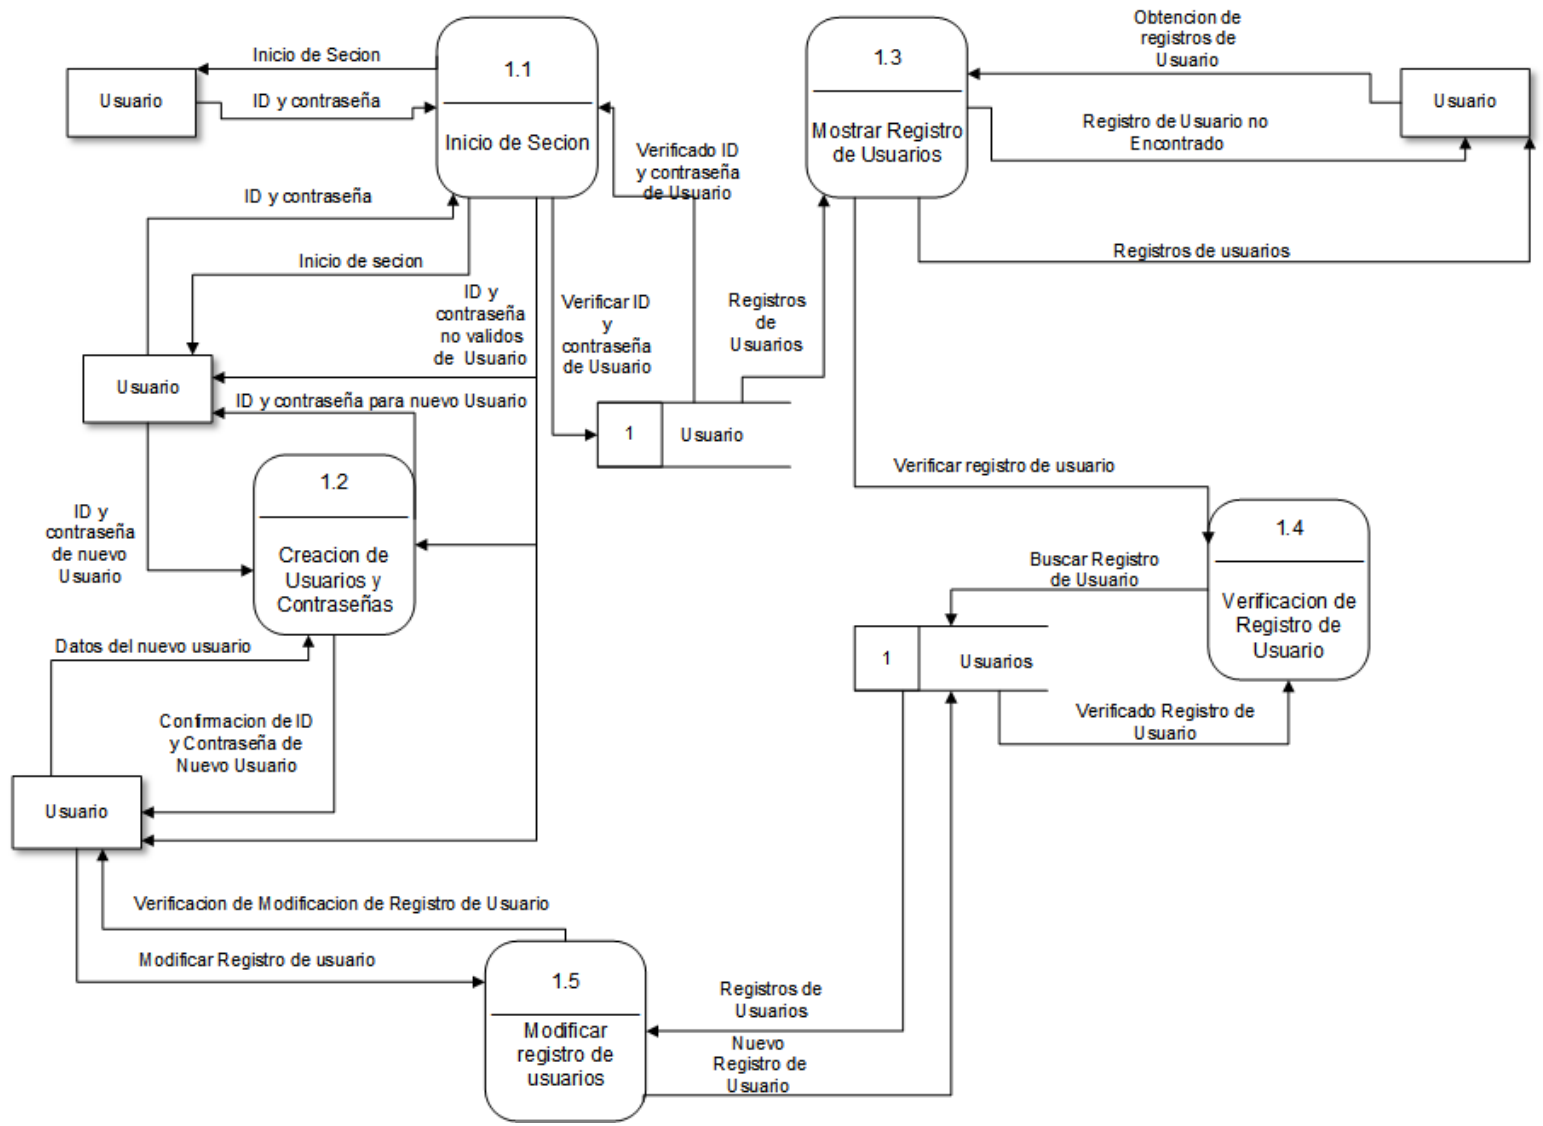 Inicio de Secion
Usuario
ID y contraseña
1.1
Inicio de Secion
Verificado ID
y contraseña
de Usuario
1.3
Mostrar Registro
de Usuarios
Obtencion de
registros de
Usuario
Usuario
Registro de Usuario no
Encontrado
Registros de usuarios
ID y contraseña
Inicio de secion
ID y
contraseña
no validos
de Usuario
Verificar ID
y
contraseña
de Usuario
Registros
de
Usuarios
Usuario
ID y contraseña para nuevo Usuario
1
Usuario
1.2
Creacion de
Usuarios y
Contraseñas
ID y
contraseña
de nuevo
Usuario
Verificar registro de usuario
1.4
Verificacion de
Registro de
Usuario
Buscar Registro
de Usuario
1
Usuarios
Verificado Registro de
Usuario
Datos del nuevo usuario
Confirmacion de ID
y Contraseña de
Nuevo Usuario
Usuario
Verificacion de Modificacion de Registro de Usuario
Modificar Registro de usuario
1.5
Modificar
registro de
usuarios
Registros de
Usuarios
Nuevo
Registro de
Usuario